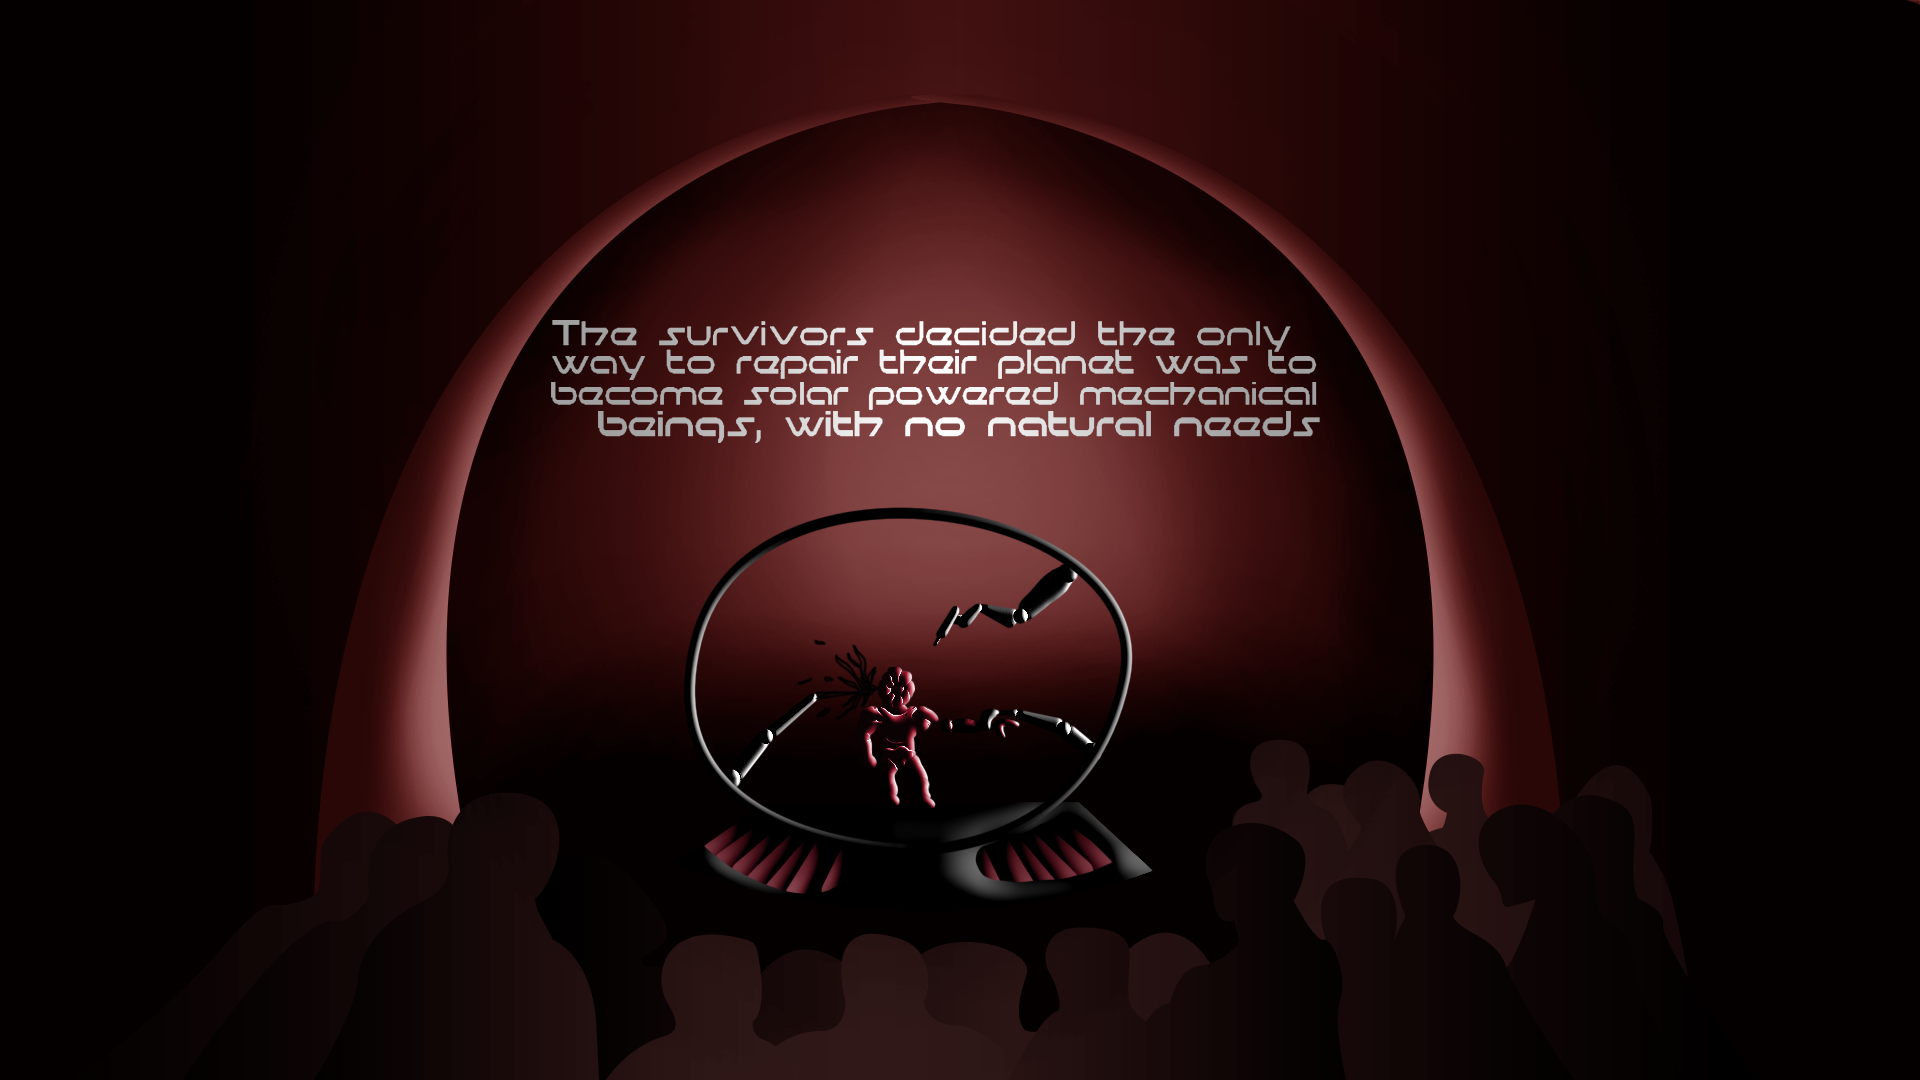 The survivors decided the only
way to repair their planet was to
become solar powered mechanical
beings, with no natural needs